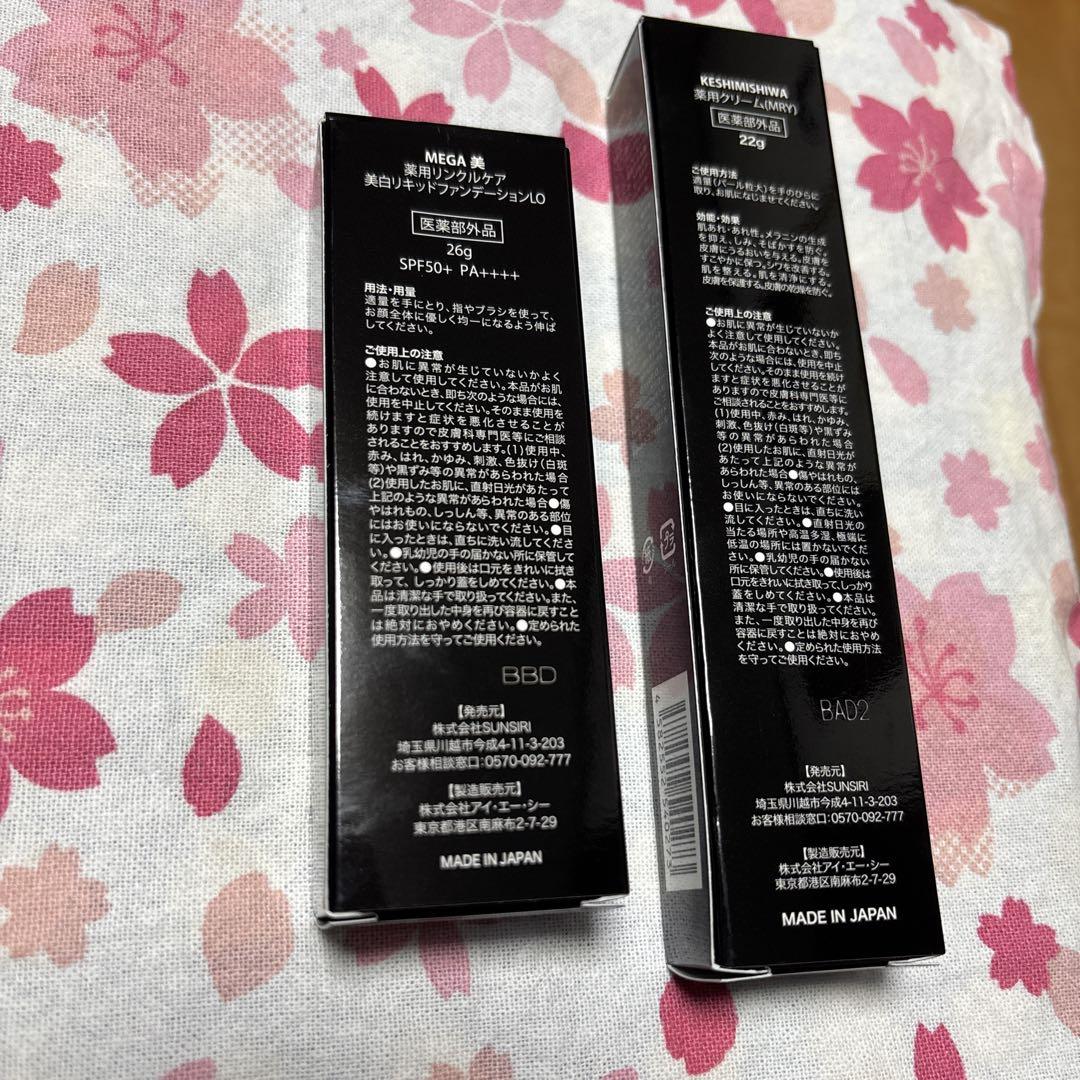 MEGA 美
薬用リンクルケア
美白リキッドファンデーションLO
医薬部外品
26g
SPF50+ PA++++
用法・用量
適量を手にとり、指やブラシを使って、
お顔全体に優しく均一になるよう伸ば
してください。
ご使用上の注意
●お肌に異常が生じていないかよく
注意して使用してください。本品がお肌
に合わないとき、即ち次のような場合には、
使用を中止してください。そのまま使用を
続けますと症状を悪化させることが
ありますので皮膚科専門医等にご相談
されることをおすすめします。(1)使用中、
赤み、はれ、かゆみ、刺激、色抜け(白斑
等)や黒ずみ等の異常があらわれた場合
(2)使用したお肌に、直射日光があたって
上記のような異常があらわれた場合●傷
やはれもの、しっしん等、異常のある部位
にはお使いにならないでください。●目
に入ったときは、直ちに洗い流してくださ
い。●乳幼児の手の届かない所に保管して
ください。●使用後は口元をきれいに拭き
取って、しっかり蓋をしめてください。●本
品は清潔な手で取り扱ってください。また、
一度取り出した中身を再び容器に戻すこと
は絶対におやめください。●定められた
使用方法を守ってご使用ください。
BBD
【発売元】
株式会社SUNSIRI
埼玉県川越市今成4-11-3-203
お客様相談窓口:0570-092-777
【製造販売元】
株式会社アイ・エー・シー
東京都港区南麻布2-7-29
MADE IN JAPAN
KESHIMISHIWA
薬用クリーム(MRY)
医薬部外品
22g
ご使用方法
適量(パール粒大)を手のひらに
取り、お肌になじませてください。
効能・効果
肌あれ・あれ性。メラニンの生成
を抑え、しみ、そばかすを防ぐ。
皮膚にうるおいを与える。皮膚を
すこやかに保つ。シワを改善する。
肌を整える。肌を清浄にする。
皮膚を保護する。皮膚の乾燥を防ぐ。
ご使用上の注意
●お肌に異常が生じていないか
よく注意して使用してください。
本品がお肌に合わないとき、即ち
次のような場合には、使用を中止
してください。そのまま使用を続け
ますと症状を悪化させることが
ありますので皮膚科専門医等に
ご相談されることをおすすめします。
(1)使用中、赤み、はれ、かゆみ、
刺激、色抜け(白斑等)や黒ずみ
等の異常があらわれた場合
(2)使用したお肌に、直射日光が
あたって上記のような異常が
あらわれた場合●傷やはれもの、
しっしん等、異常のある部位には
お使いにならないでください。
●目に入ったときは、直ちに洗い
流してください。●直射日光の
当たる場所や高温多湿、極端に
低温の場所には置かないでくだ
さい。●乳幼児の手の届かない
所に保管してください。●使用後は
口元をきれいに拭き取って、しっかり
蓋をしめてください。●本品は
清潔な手で取り扱ってください。
また、一度取り出した中身を再び
容器に戻すことは絶対におやめ
ください。●定められた使用方法
を守ってご使用ください。
BAD2
【発売元】
株式会社SUNSIRI
埼玉県川越市今成4-11-3-203
お客様相談窓口:0570-092-777
【製造販売元】
株式会社アイ・エー・シー
東京都港区南麻布2-7-29
MADE IN JAPAN